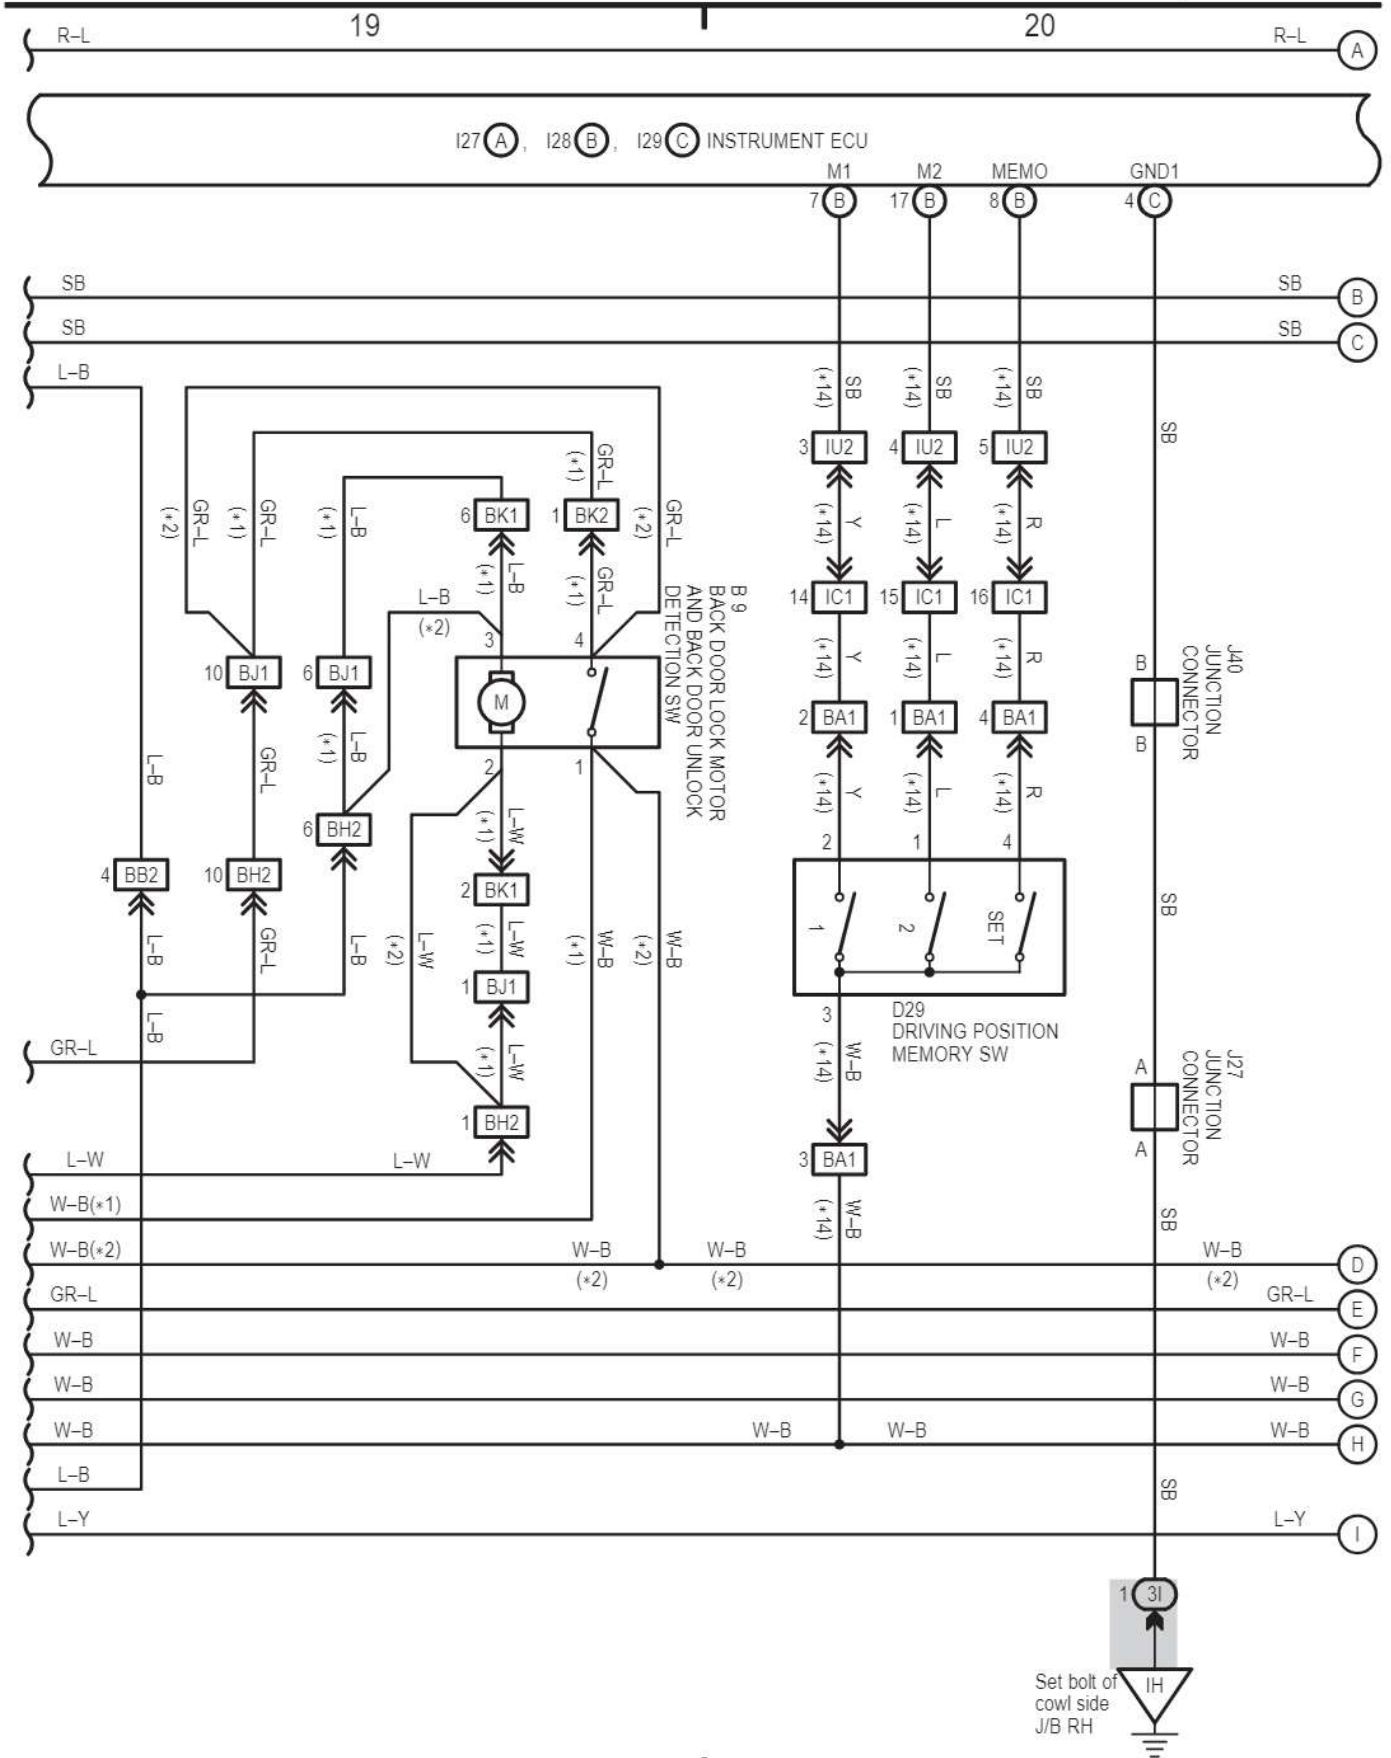 19 20
R–L R–L A
I27 A , I28 B , I29 C INSTRUMENT ECU
M1 M2 MEMO GND1
7 B 17 B 8 B 4 C
SB SB B
SB SB C
L–B
(*14) SB (*14) SB (*14) SB
SB
3 IU2 4 IU2 5 IU2
(*1) GR–L
(*2) GR–L (*1) GR–L (*1) L–B
6 BK1 1 BK2 (*2) GR–L
(*14) Y (*14) L (*14) R
(*1) L–B (*1) GR–L
L–B
(*2)
14 IC1 15 IC1 16 IC1
B 9
BACK DOOR LOCK MOTOR
AND BACK DOOR UNLOCK
DETECTION SW
3 4
10 BJ1 6 BJ1
M
(*14) Y (*14) L (*14) R
B
J40
JUNCTION
CONNECTOR
B
2 BA1 1 BA1 4 BA1
L–B GR–L (*1) L–B
2 1
(*14) Y (*14) L (*14) R
6 BH2
(*1) L–W
2 1 4
4 BB2 10 BH2
2 BK1
SB
1 2 SET
L–B GR–L L–B (*2) L–W (*1) L–W (*1) W–B (*2) W–B
1 BJ1
L–B
3
D29
DRIVING POSITION
MEMORY SW
GR–L
(*1) L–W
(*14) W–B
A
J27
JUNCTION
CONNECTOR
A
1 BH2
3 BA1
L–W L–W
W–B(*1)
(*14) W–B
SB
W–B(*2) W–B W–B W–B D
(*2) (*2) (*2)
GR–L GR–L E
W–B W–B F
W–B W–B G
W–B W–B W–B W–B H
L–B
SB
L–Y L–Y I
1 3I
Set bolt of
cowl side
J/B RH
IH